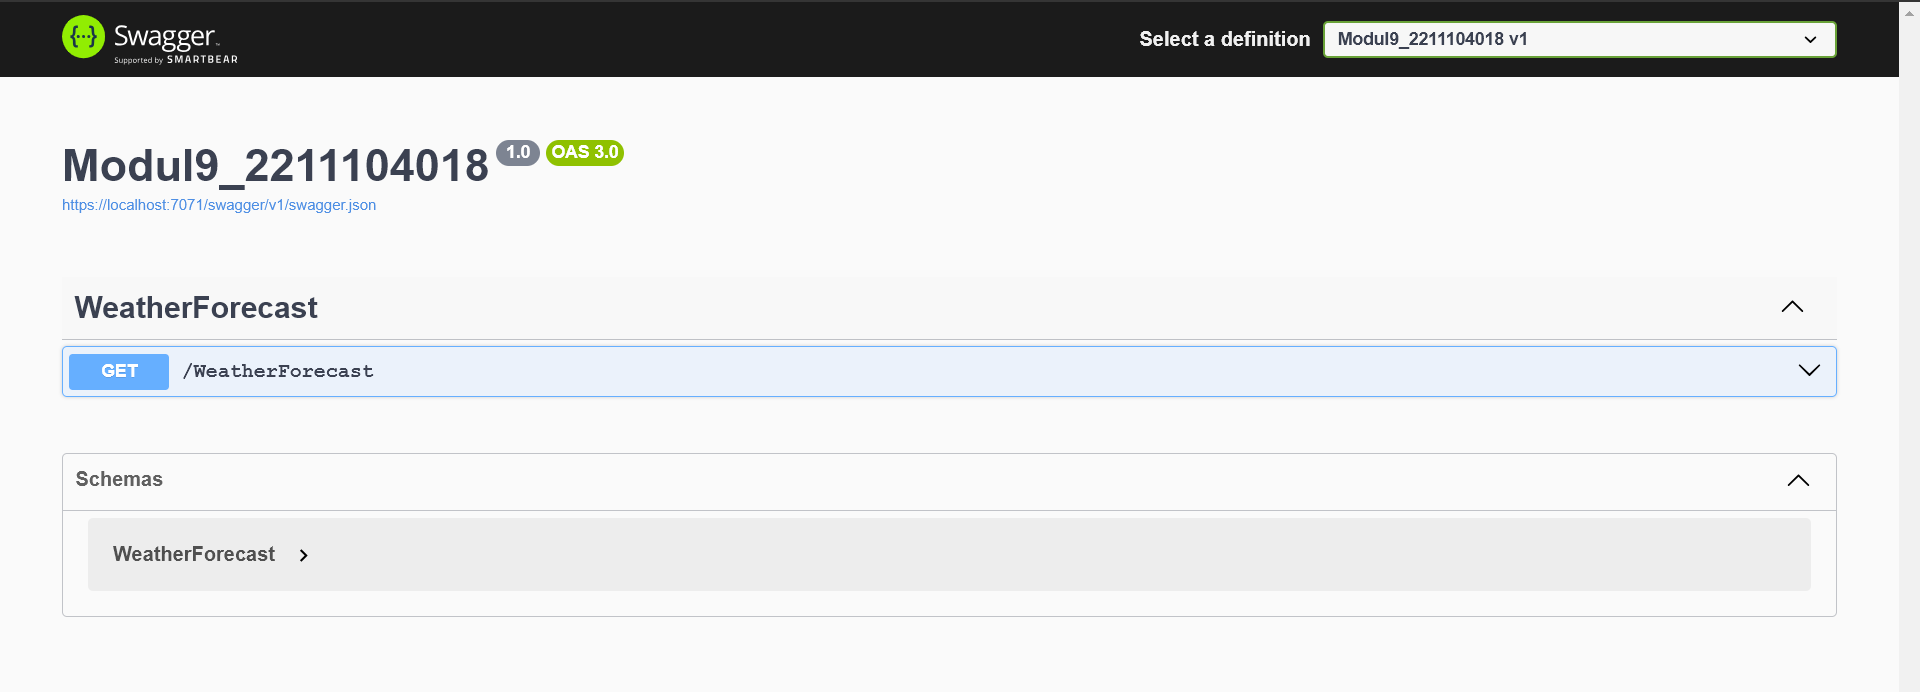 Swagger
Supported by SMARTBEAR
Select a definition
Modul9_2211104018 v1
Modul9_2211104018 1.0 OAS 3.0
https://localhost:7071/swagger/v1/swagger.json
WeatherForecast
GET /WeatherForecast
Schemas
WeatherForecast